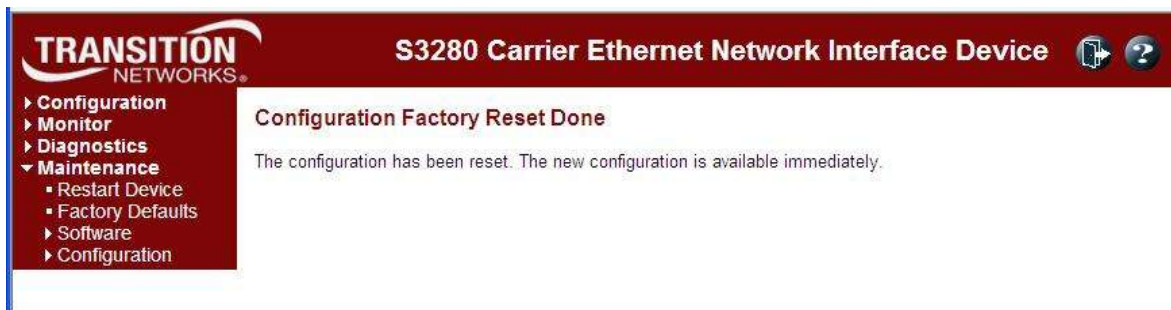 TRANSITION
NETWORKS®
S3280 Carrier Ethernet Network Interface Device
?
Configuration
Monitor
Diagnostics
Maintenance
Restart Device
Factory Defaults
Software
Configuration
Configuration Factory Reset Done
The configuration has been reset. The new configuration is available immediately.